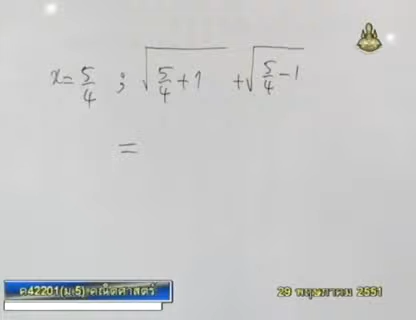 x = 5/4 ; √(5/4 + 1) + √(5/4 - 1)
=
ค42201(ม.5) คณิตศาสตร์
29 พฤษภาคม 2551